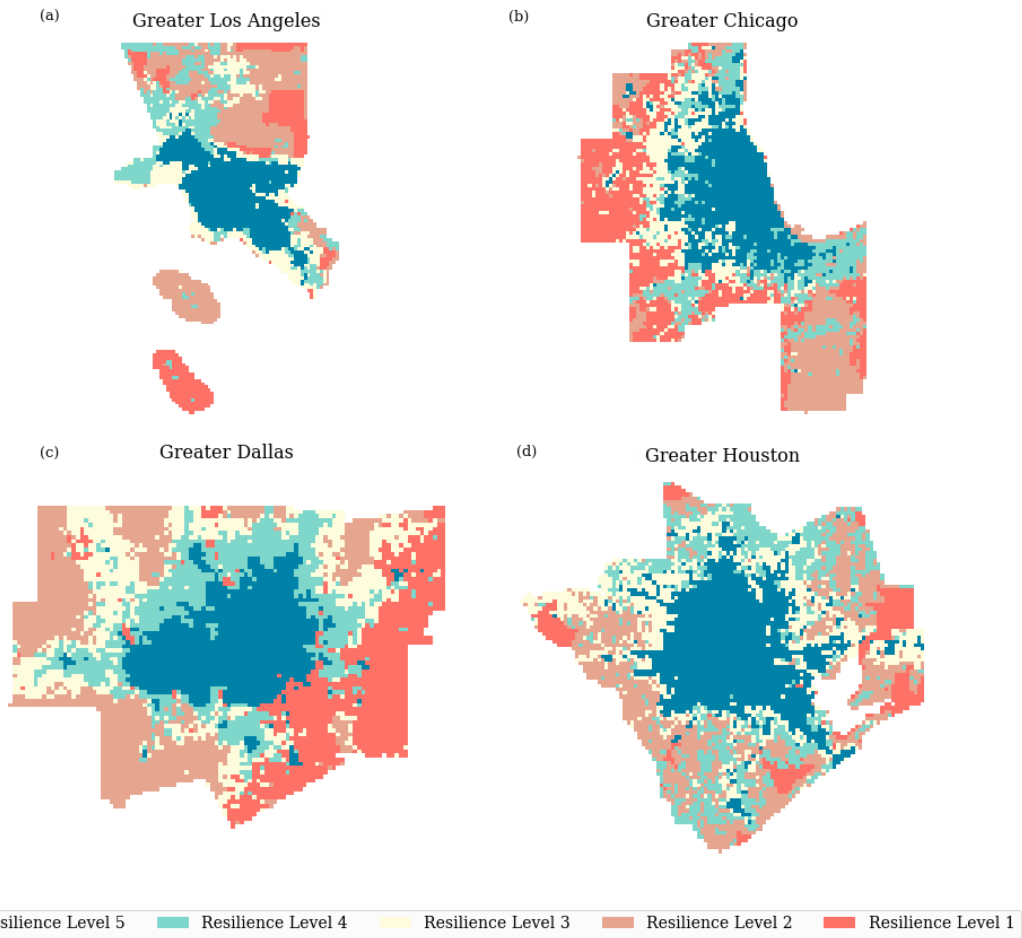 (a)
Greater Los Angeles
(b)
Greater Chicago
(c)
Greater Dallas
(d)
Greater Houston
silience Level 5 Resilience Level 4 Resilience Level 3 Resilience Level 2 Resilience Level 1